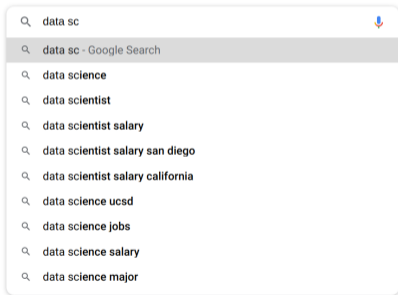 data sc
data sc - Google Search
data science
data scientist
data scientist salary
data scientist salary san diego
data scientist salary california
data science ucsd
data science jobs
data science salary
data science major